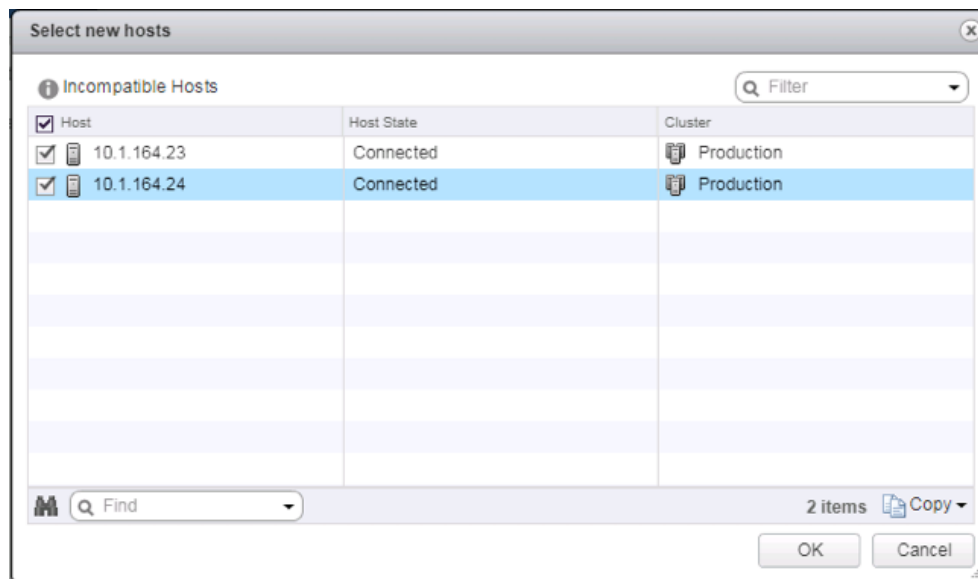 Select new hosts
Incompatible Hosts
Filter
Host Host State Cluster
10.1.164.23 Connected Production
10.1.164.24 Connected Production
Find 2 items Copy
OK Cancel